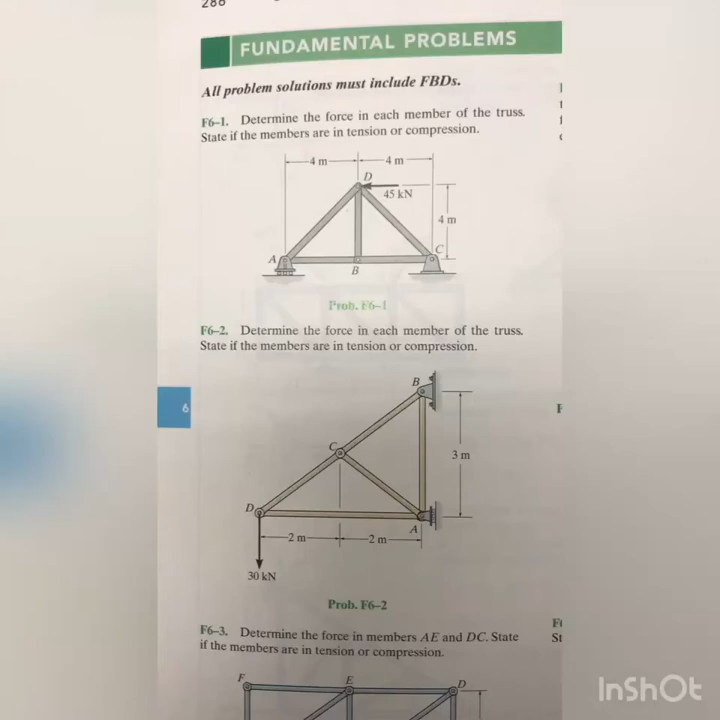 286
FUNDAMENTAL PROBLEMS
All problem solutions must include FBDs.
F6–1. Determine the force in each member of the truss.
State if the members are in tension or compression.
4 m
4 m
D
45 kN
4 m
A
C
B
Prob. F6–1
F6–2. Determine the force in each member of the truss.
State if the members are in tension or compression.
B
6
C
3 m
D
A
2 m
2 m
30 kN
Prob. F6–2
F6–3. Determine the force in members AE and DC. State
if the members are in tension or compression.
F
E
D
InShOt